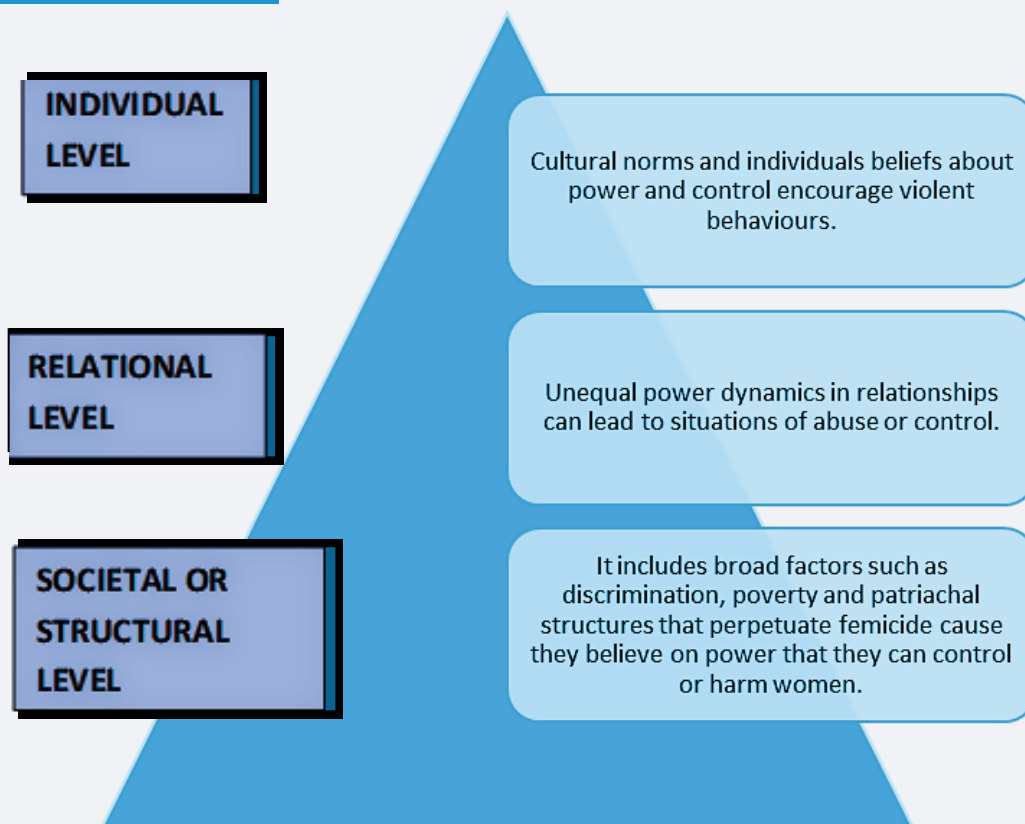 INDIVIDUAL
LEVEL
Cultural norms and individuals beliefs about
power and control encourage violent
behaviours.
RELATIONAL
LEVEL
Unequal power dynamics in relationships
can lead to situations of abuse or control.
SOCIETAL OR
STRUCTURAL
LEVEL
It includes broad factors such as
discrimination, poverty and patriachal
structures that perpetuate femicide cause
they believe on power that they can control
or harm women.